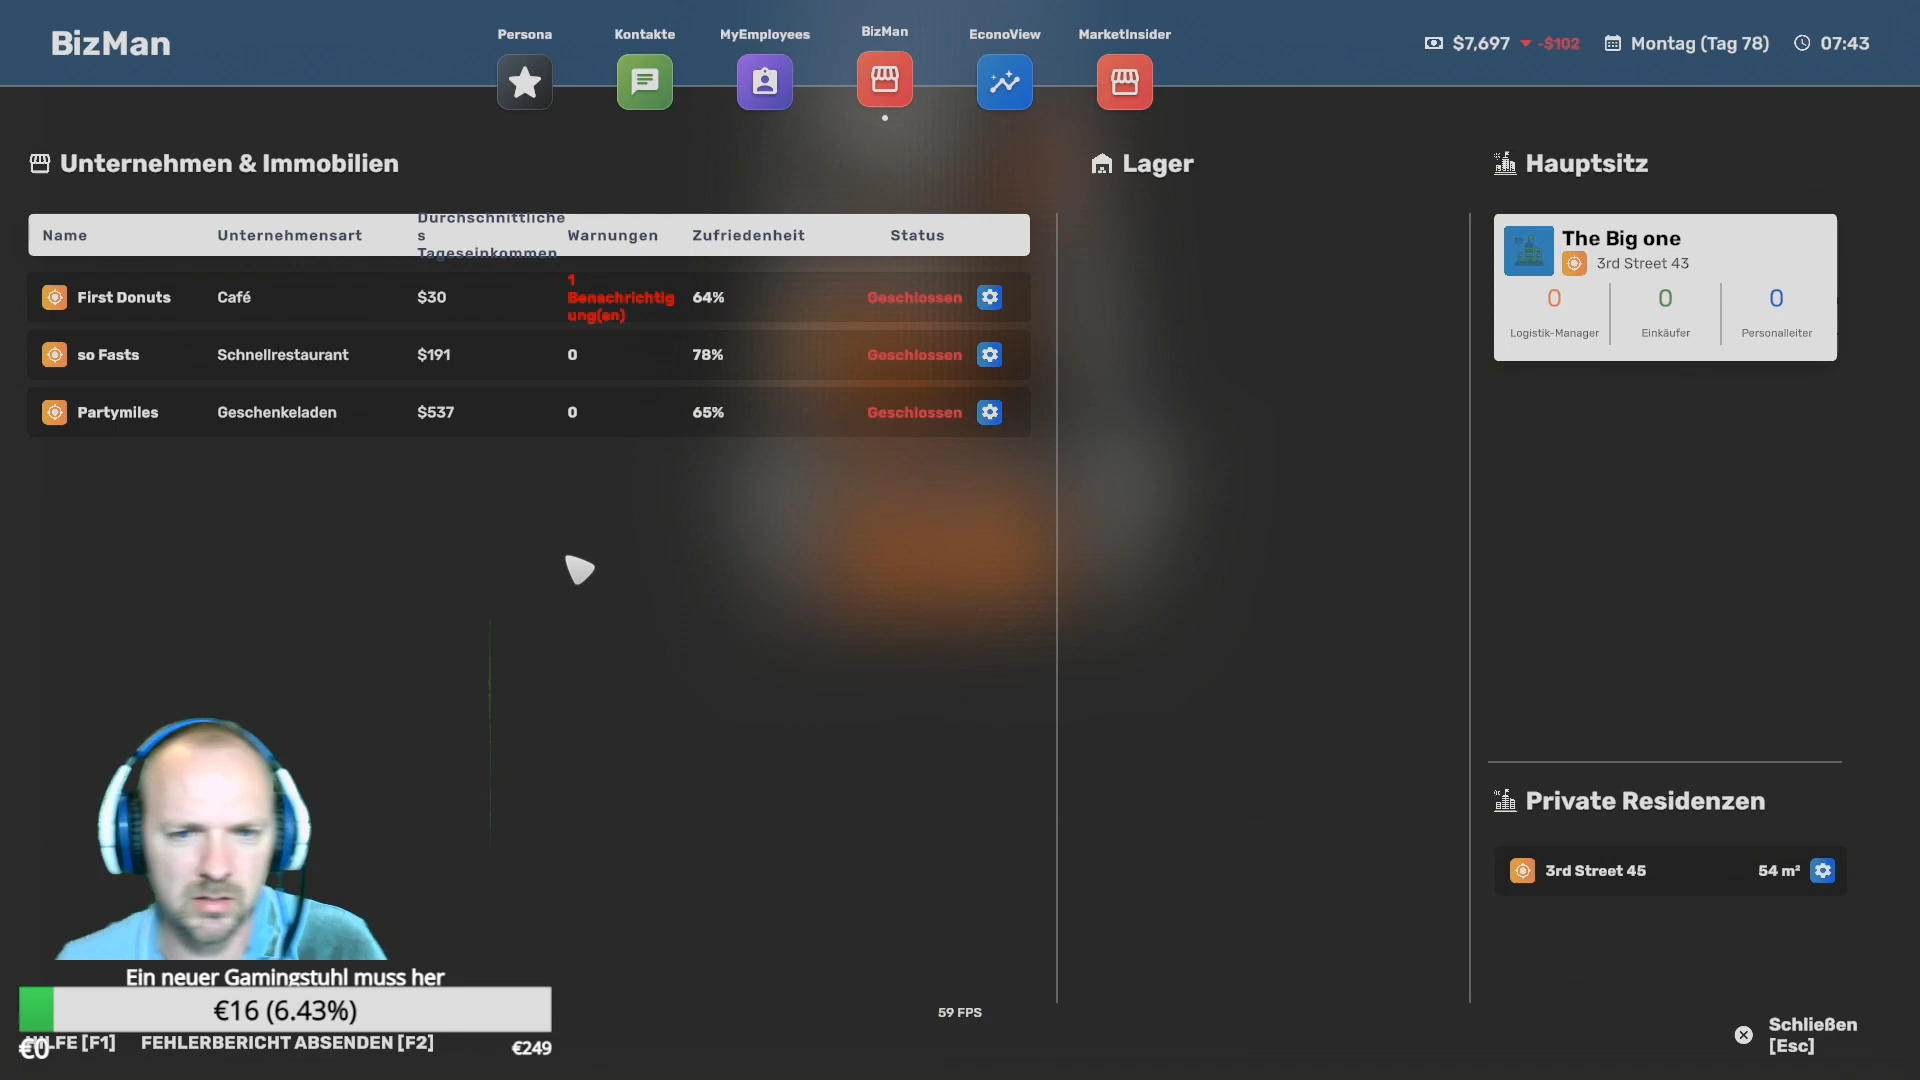 BizMan
Persona
Kontakte
MyEmployees
BizMan
EconoView
MarketInsider
$7,697 -$102 Montag (Tag 78) 07:43
Unternehmen & Immobilien
Name Unternehmensart Durchschnittliche
s
Tageseinkommen Warnungen Zufriedenheit Status
First Donuts Café $30 1
Benachrichtig
ung(en) 64% Geschlossen
so Fasts Schnellrestaurant $191 0 78% Geschlossen
Partymiles Geschenkeladen $537 0 65% Geschlossen
Lager
Hauptsitz
The Big one
3rd Street 43
0 0 0
Logistik-Manager Einkäufer Personalleiter
Private Residenzen
3rd Street 45 54 m²
Ein neuer Gamingstuhl muss her
€16 (6.43%)
€0 €249
FEHLERBERICHT ABSENDEN [F2]
[F1]
59 FPS
Schließen
[Esc]